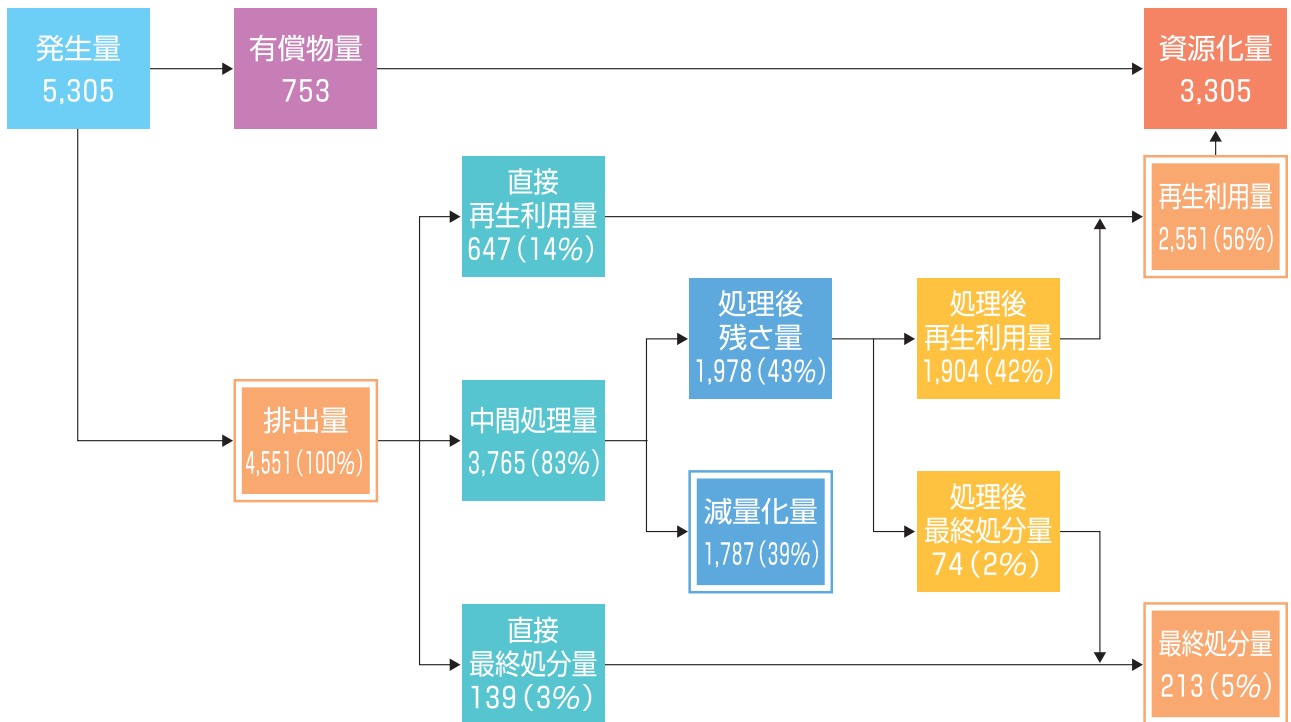 発生量
5,305
有償物量
753
資源化量
3,305
直接
再生利用量
647(14%)
再生利用量
2,551(56%)
処理後
残さ量
1,978(43%)
処理後
再生利用量
1,904(42%)
排出量
4,551(100%)
中間処理量
3,765(83%)
減量化量
1,787(39%)
処理後
最終処分量
74(2%)
直接
最終処分量
139(3%)
最終処分量
213(5%)